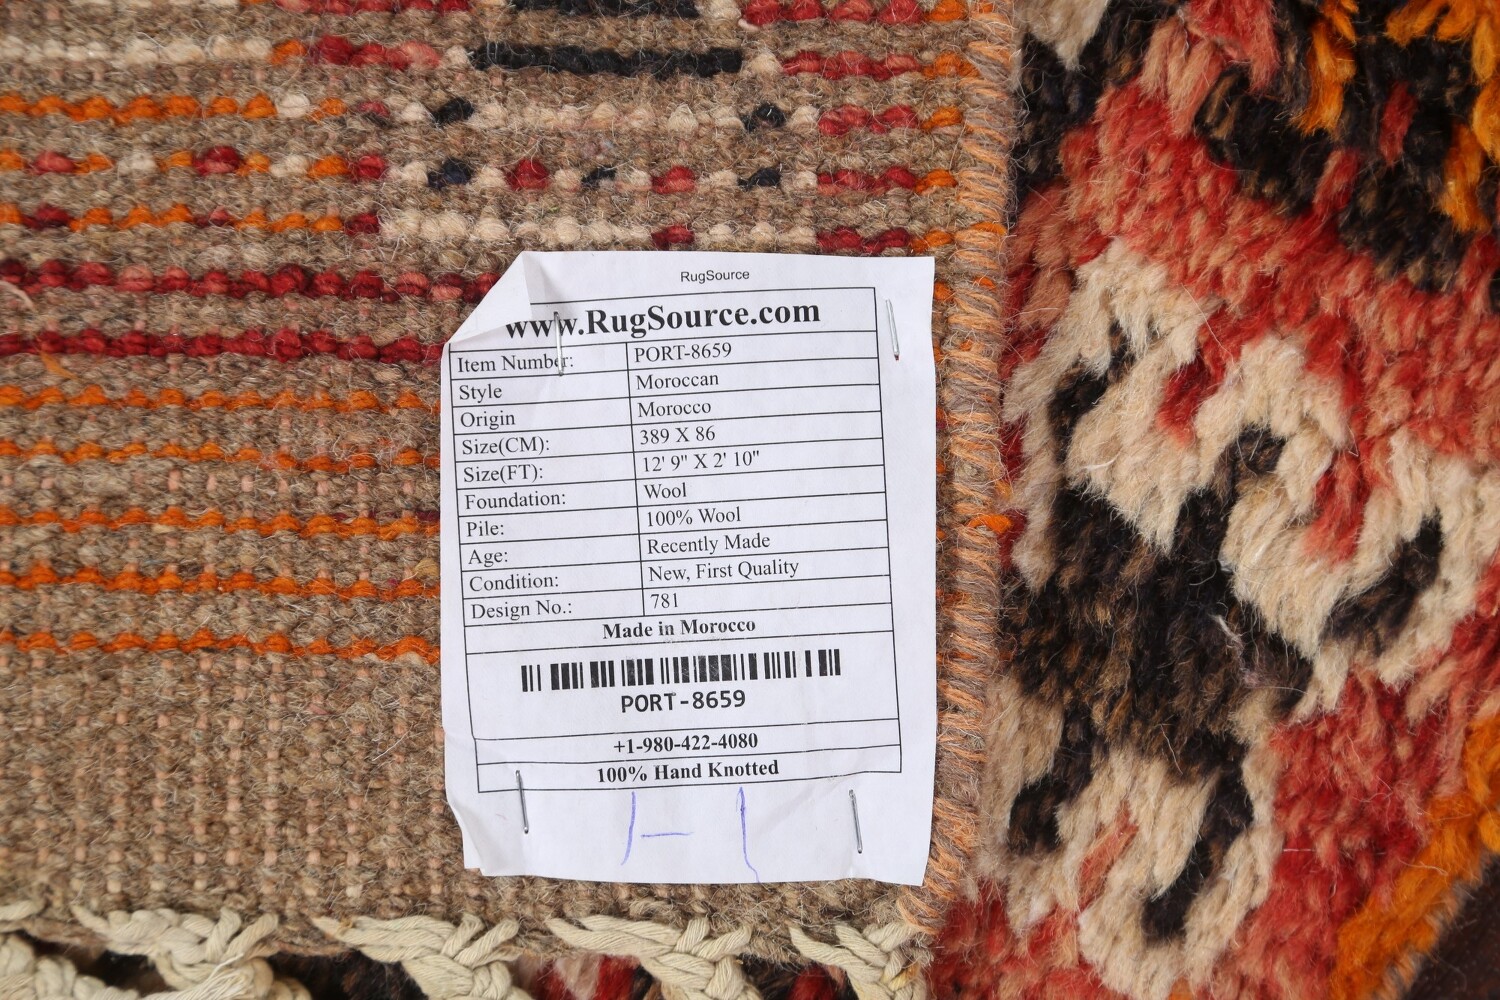 RugSource
www.RugSource.com
Item Number: PORT-8659
Style Moroccan
Origin Morocco
Size(CM): 389 X 86
Size(FT): 12' 9" X 2' 10"
Foundation: Wool
Pile: 100% Wool
Age: Recently Made
Condition: New, First Quality
Design No.: 781
Made in Morocco
PORT-8659
+1-980-422-4080
100% Hand Knotted